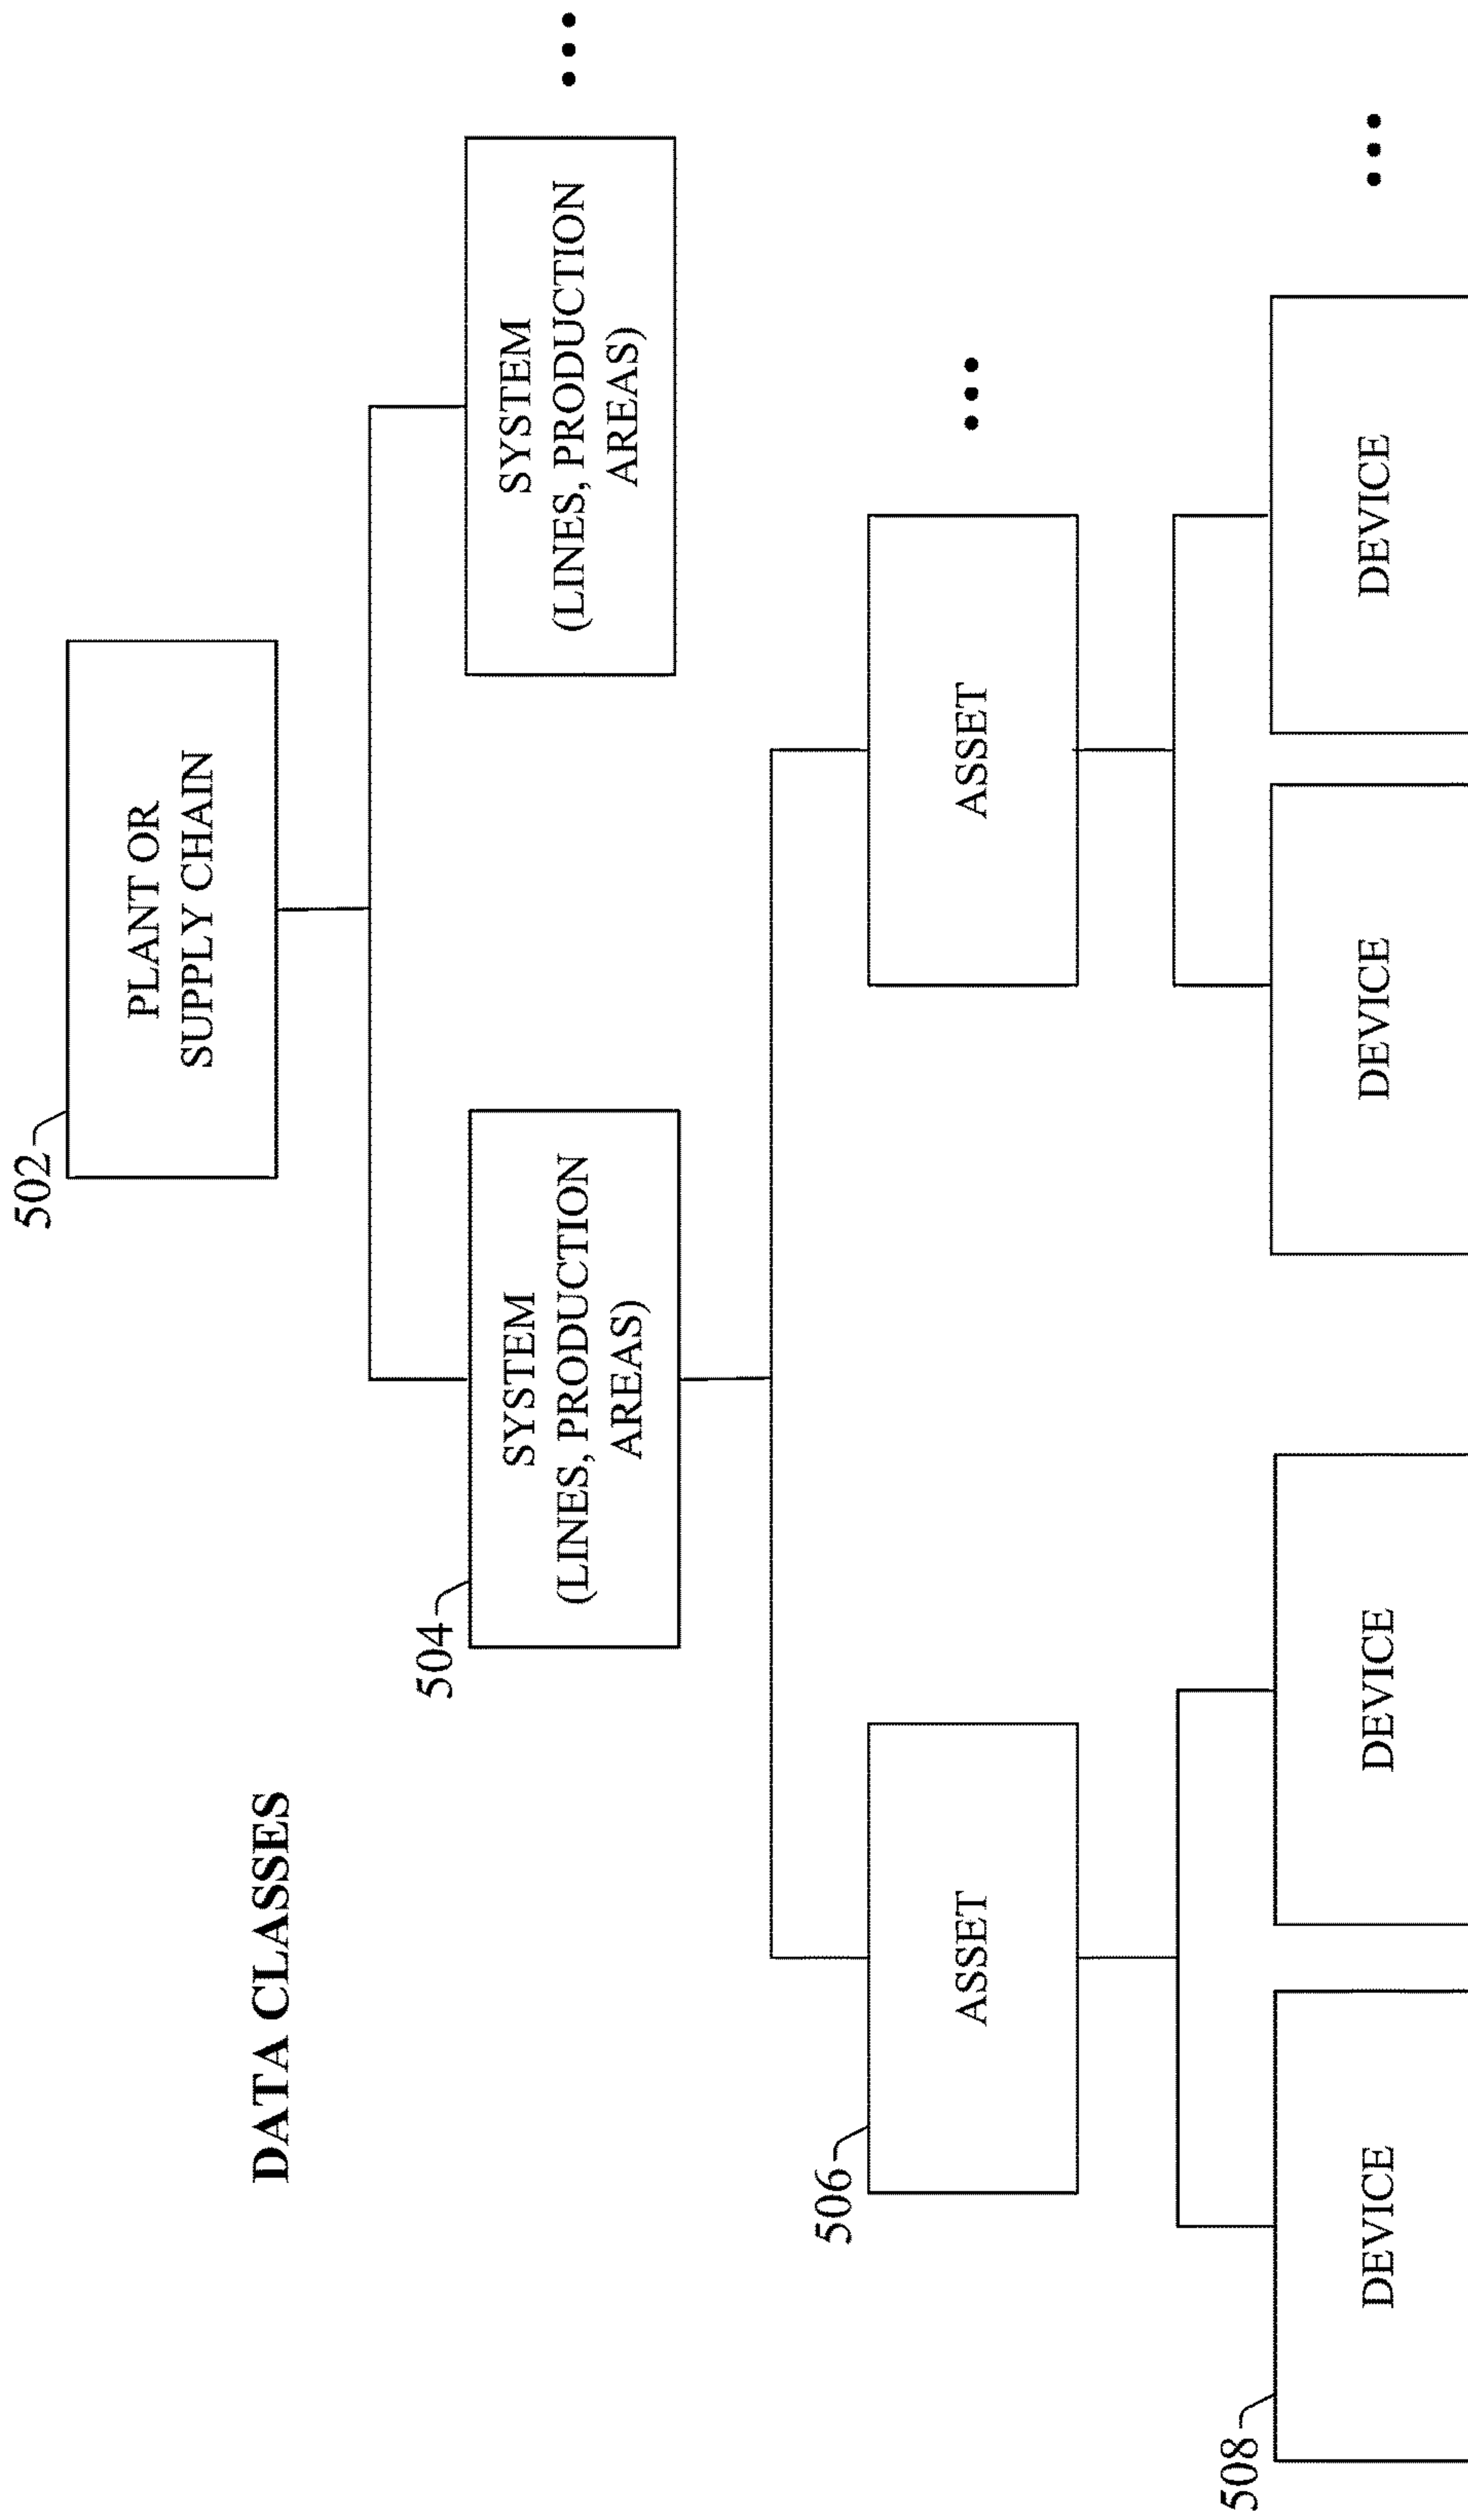 DATA CLASSES
502
PLANT OR
SUPPLY CHAIN
504
SYSTEM
(LINES, PRODUCTION
AREAS)
SYSTEM
(LINES, PRODUCTION
AREAS)
506
ASSET
ASSET
508
DEVICE
DEVICE
DEVICE
DEVICE